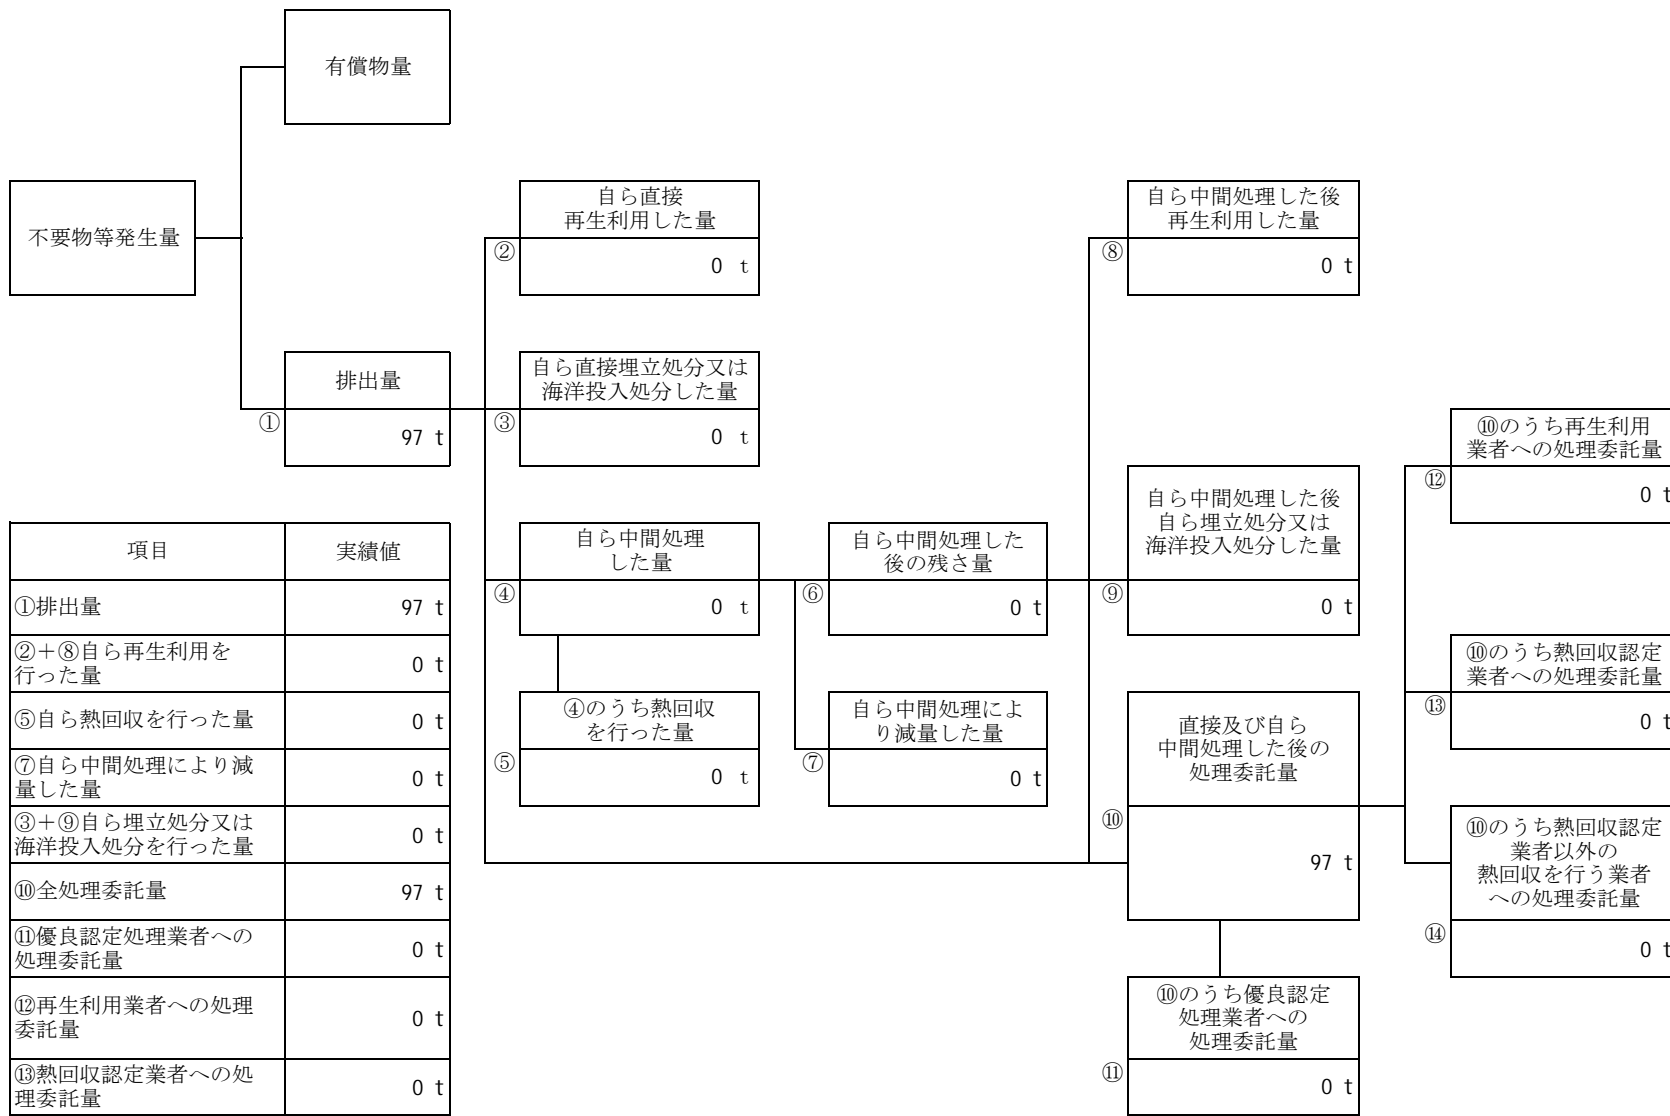 有償物量
不要物等発生量
自ら直接
再生利用した量
②
0 t
自ら中間処理した後
再生利用した量
⑧
0 t
排出量
①
97 t
自ら直接埋立処分又は
海洋投入処分した量
③
0 t
⑩のうち再生利用
業者への処理委託量
⑫
0 t
自ら中間処理
した量
④
0 t
自ら中間処理した
後の残さ量
⑥
0 t
自ら中間処理した後
自ら埋立処分又は
海洋投入処分した量
⑨
0 t
⑩のうち熱回収認定
業者への処理委託量
⑬
0 t
④のうち熱回収
を行った量
⑤
0 t
自ら中間処理によ
り減量した量
⑦
0 t
直接及び自ら
中間処理した後の
処理委託量
⑩
97 t
⑩のうち熱回収認定
業者以外の
熱回収を行う業者
への処理委託量
⑭
0 t
⑩のうち優良認定
処理業者への
処理委託量
⑪
0 t
項目 実績値
①排出量 97 t
②＋⑧自ら再生利用を
行った量 0 t
⑤自ら熱回収を行った量 0 t
⑦自ら中間処理により減
量した量 0 t
③＋⑨自ら埋立処分又は
海洋投入処分を行った量 0 t
⑩全処理委託量 97 t
⑪優良認定処理業者への
処理委託量 0 t
⑫再生利用業者への処理
委託量 0 t
⑬熱回収認定業者への処
理委託量 0 t